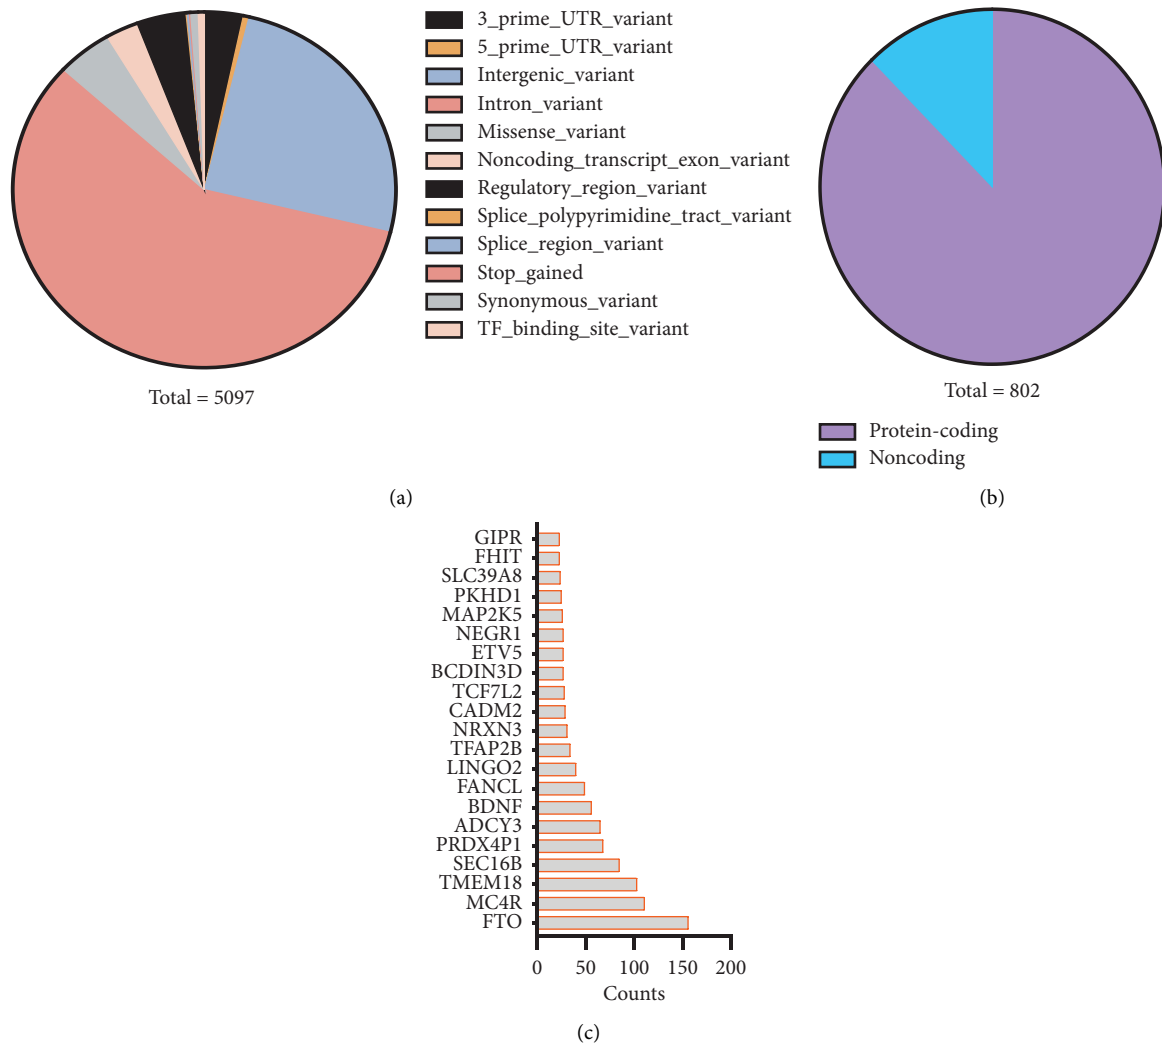 3_prime_UTR_variant
5_prime_UTR_variant
Intergenic_variant
Intron_variant
Missense_variant
Noncoding_transcript_exon_variant
Regulatory_region_variant
Splice_polypyrimidine_tract_variant
Splice_region_variant
Stop_gained
Synonymous_variant
TF_binding_site_variant
Total = 5097
(a)
Total = 802
Protein-coding
Noncoding
(b)
GIPR
FHIT
SLC39A8
PKHD1
MAP2K5
NEGR1
ETV5
BCDIN3D
TCF7L2
CADM2
NRXN3
TFAP2B
LINGO2
FANCL
BDNF
ADCY3
PRDX4P1
SEC16B
TMEM18
MC4R
FTO
0 50 100 150 200
Counts
(c)